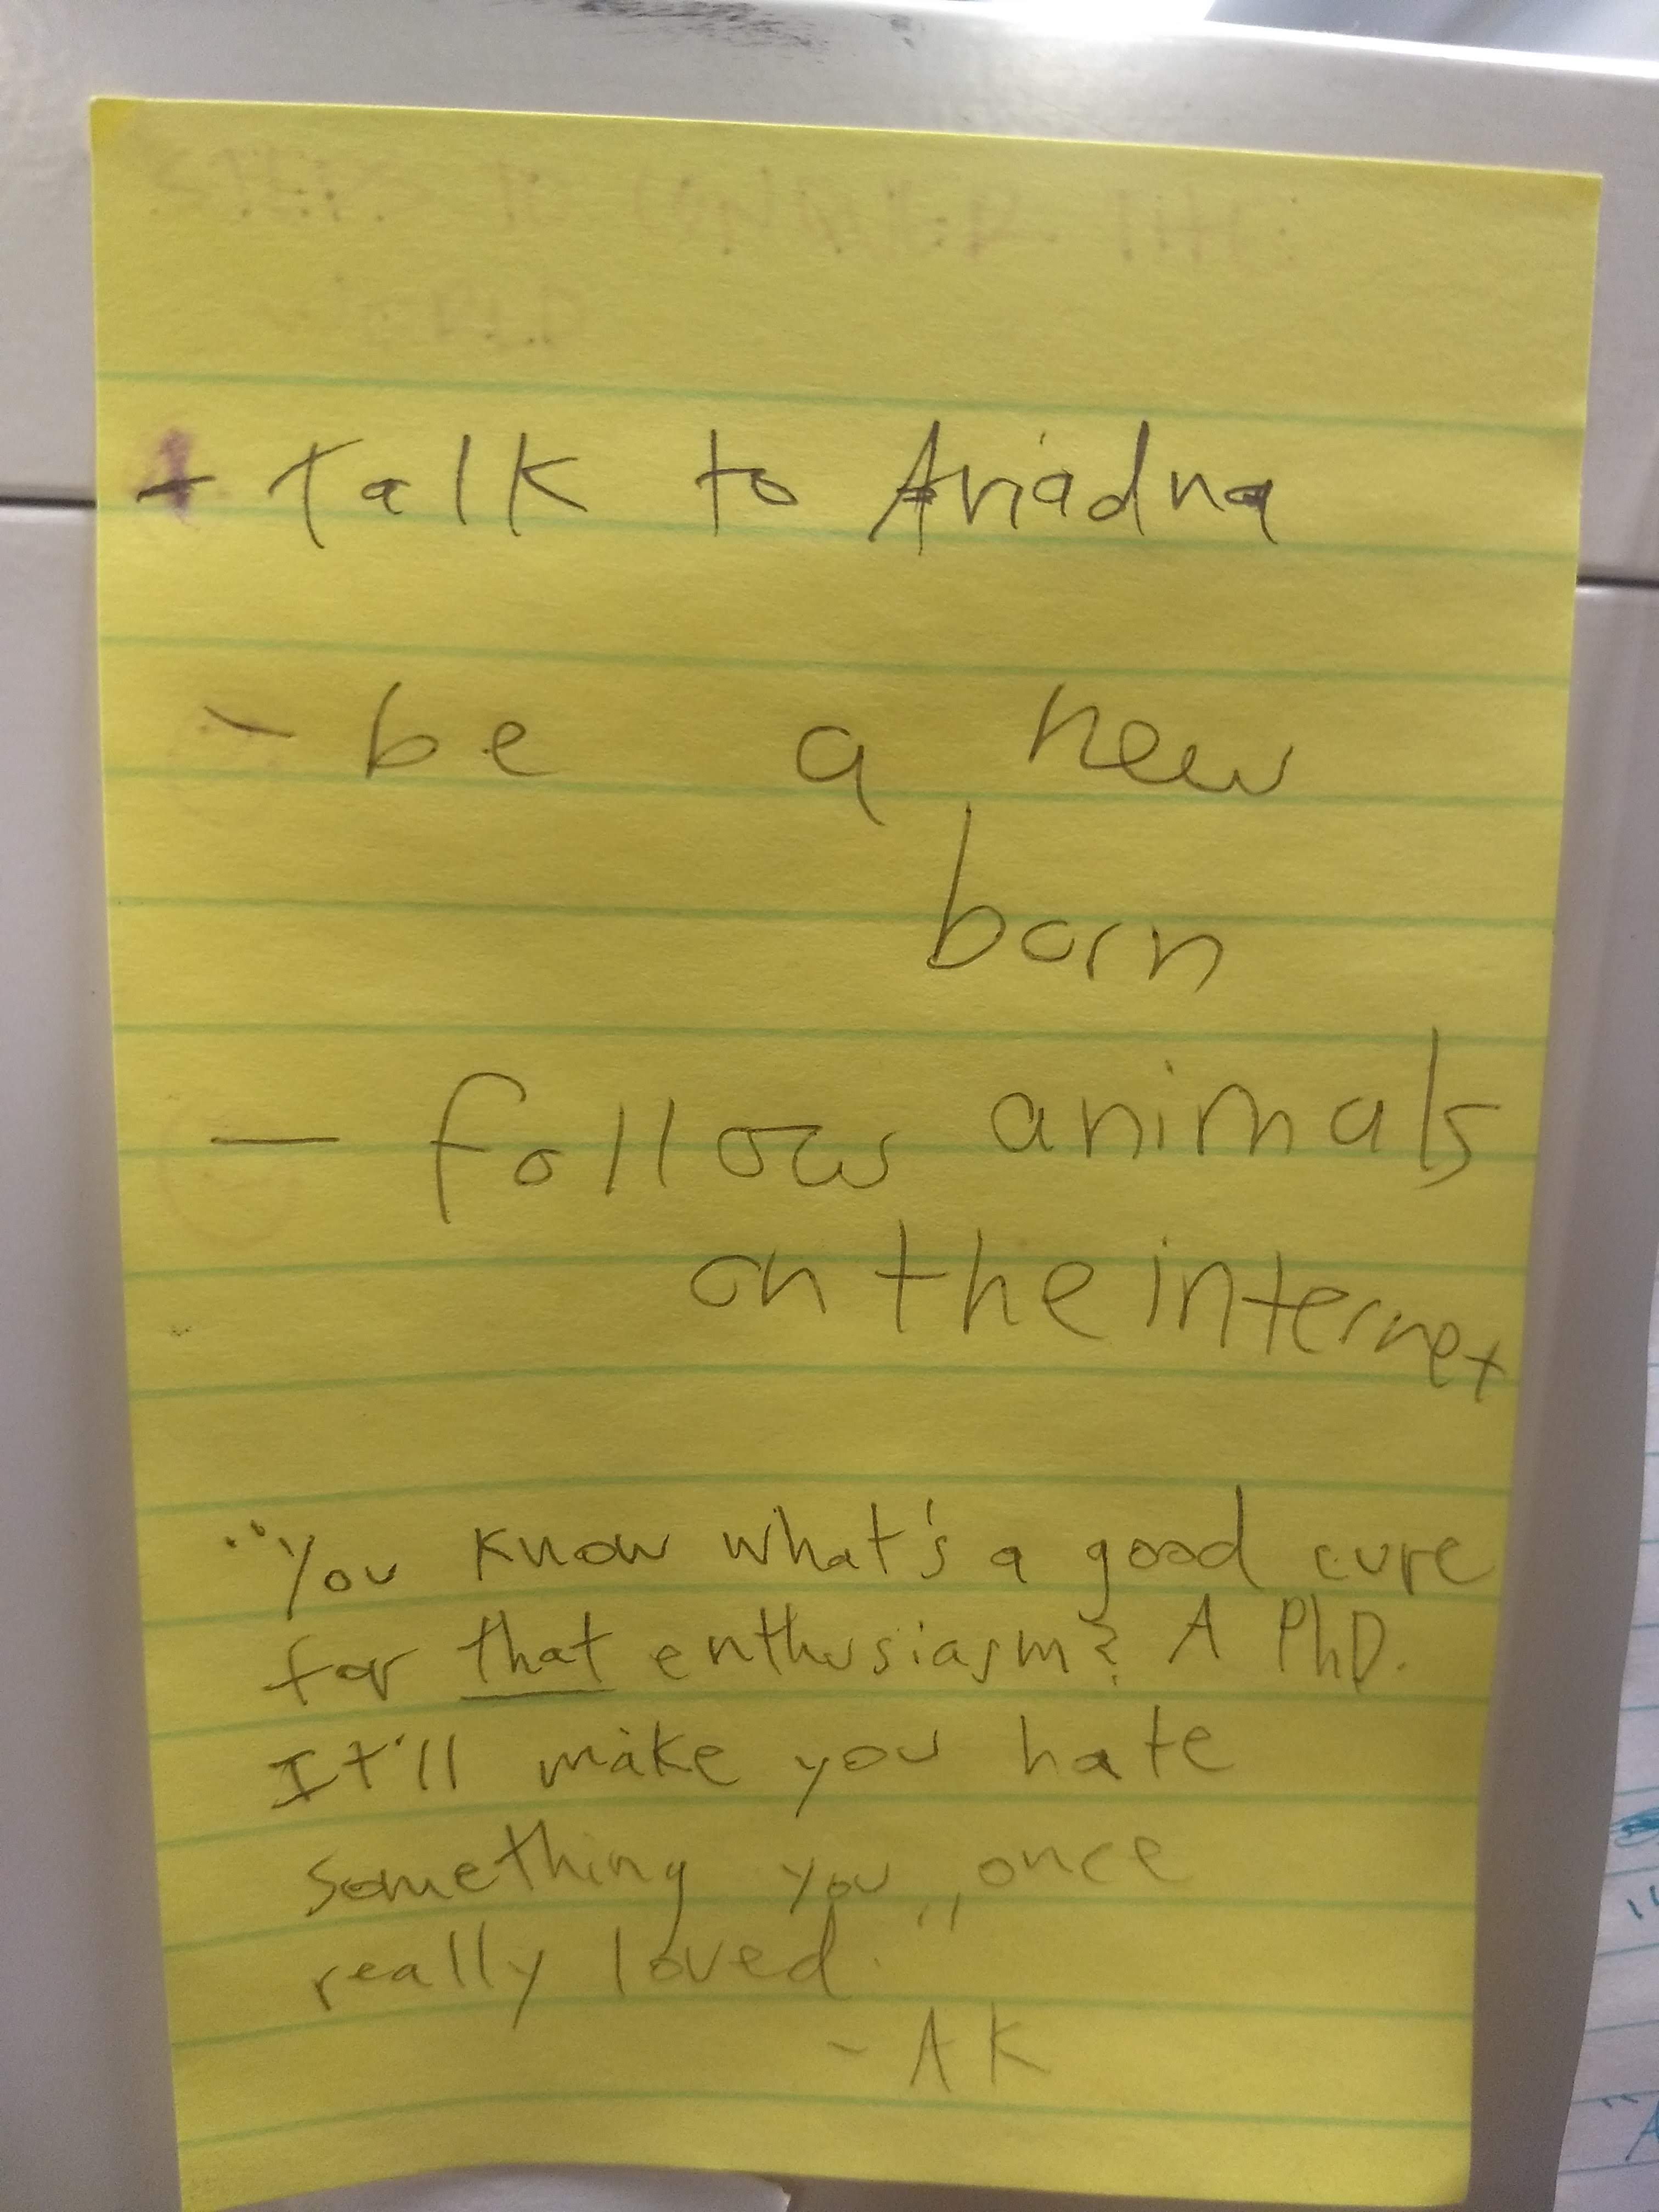 - Talk to Ariadna
- be a new
born
- follow animals
on the internet
"You know what's a good cure
for that enthusiasm? A PhD.
It'll make you hate
something you once
really loved."
- AK